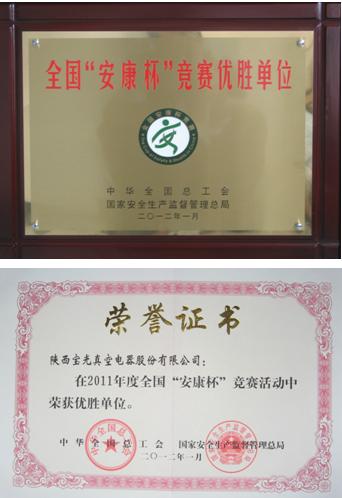 全国“安康杯”竞赛优胜单位
中华全国总工会
国家安全生产监督管理总局
二〇一二年一月
荣誉证书
陕西宝光真空电器股份有限公司：
在2011年度全国“安康杯”竞赛活动中
荣获优胜单位。
中华全国总工会 国家安全生产监督管理总局
二〇一二年一月